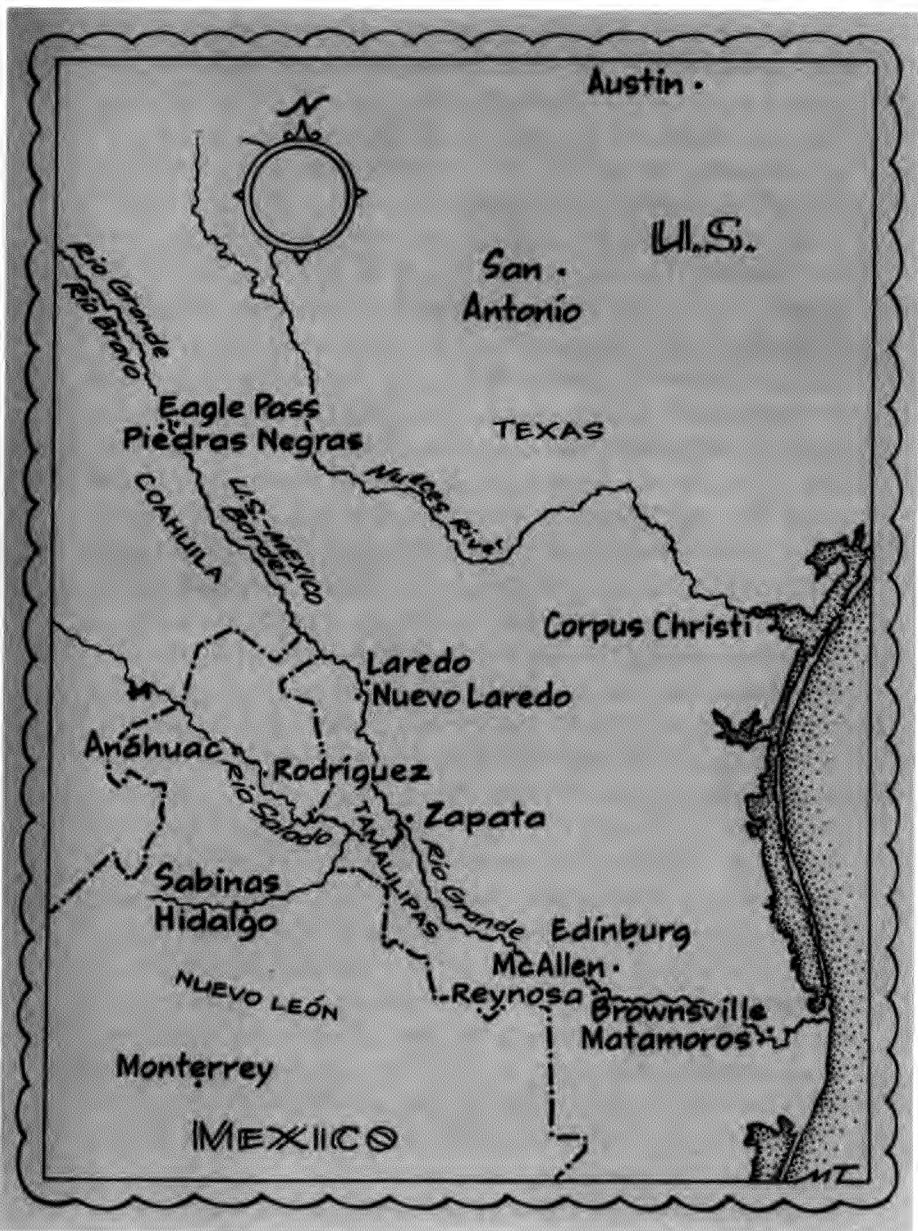 Austin
N
U.S.
San
Antonio
Río Grande
Río Bravo
Eagle Pass
Piedras Negras
TEXAS
Nueces River
COAHUILA
U.S.-MEXICO
Border
Corpus Christi
Laredo
Nuevo Laredo
Anáhuac
Rodríguez
Río Salado
TAMAULIPAS
Zapata
Río Grande
Sabinas
Hidalgo
Edinburg
McAllen
Reynosa
NUEVO LEÓN
Brownsville
Matamoros
Monterrey
MEXICO
MT